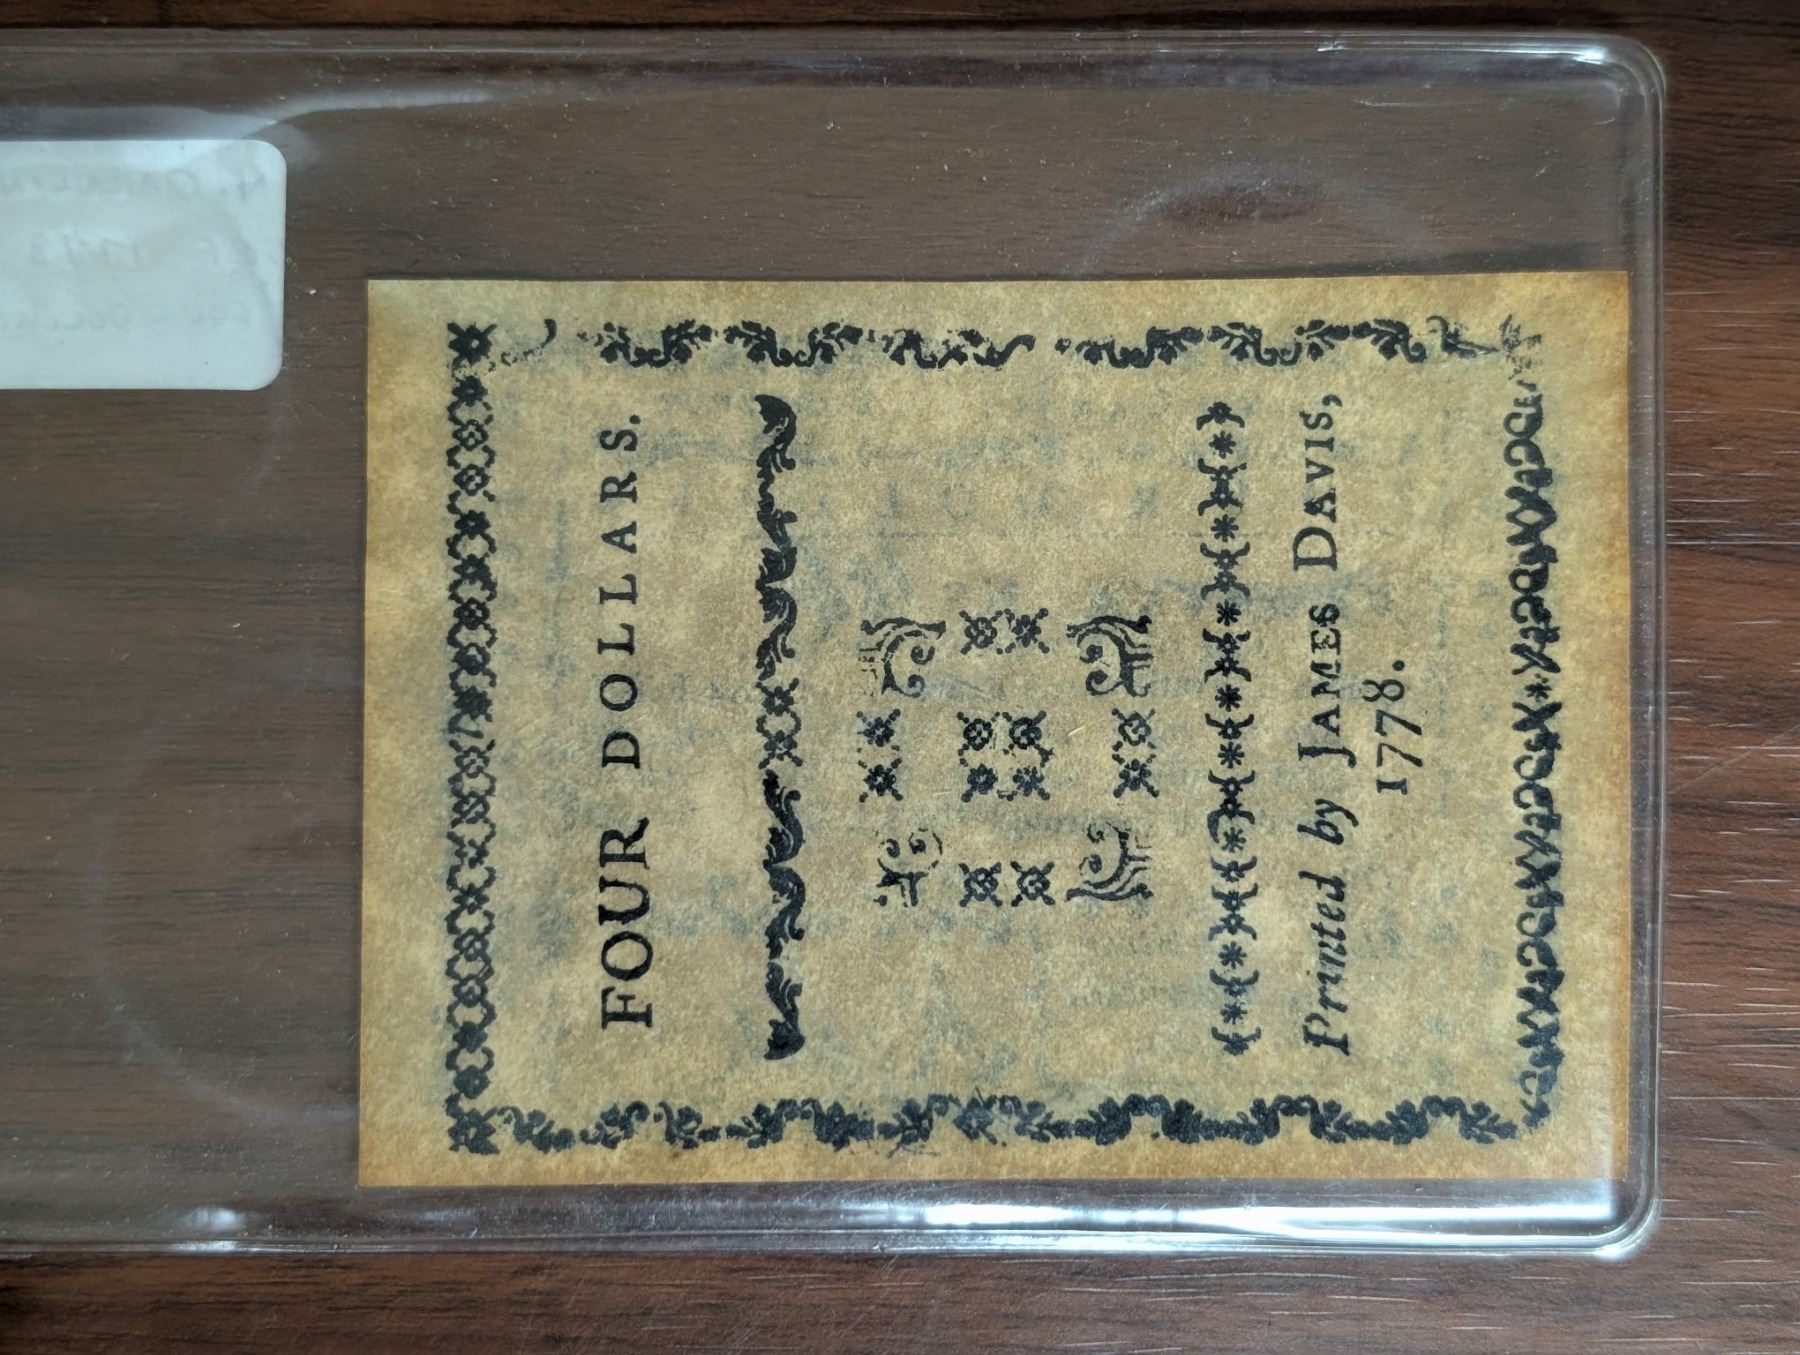 FOUR DOLLARS.
Printed by JAMES DAVIS,
1778.